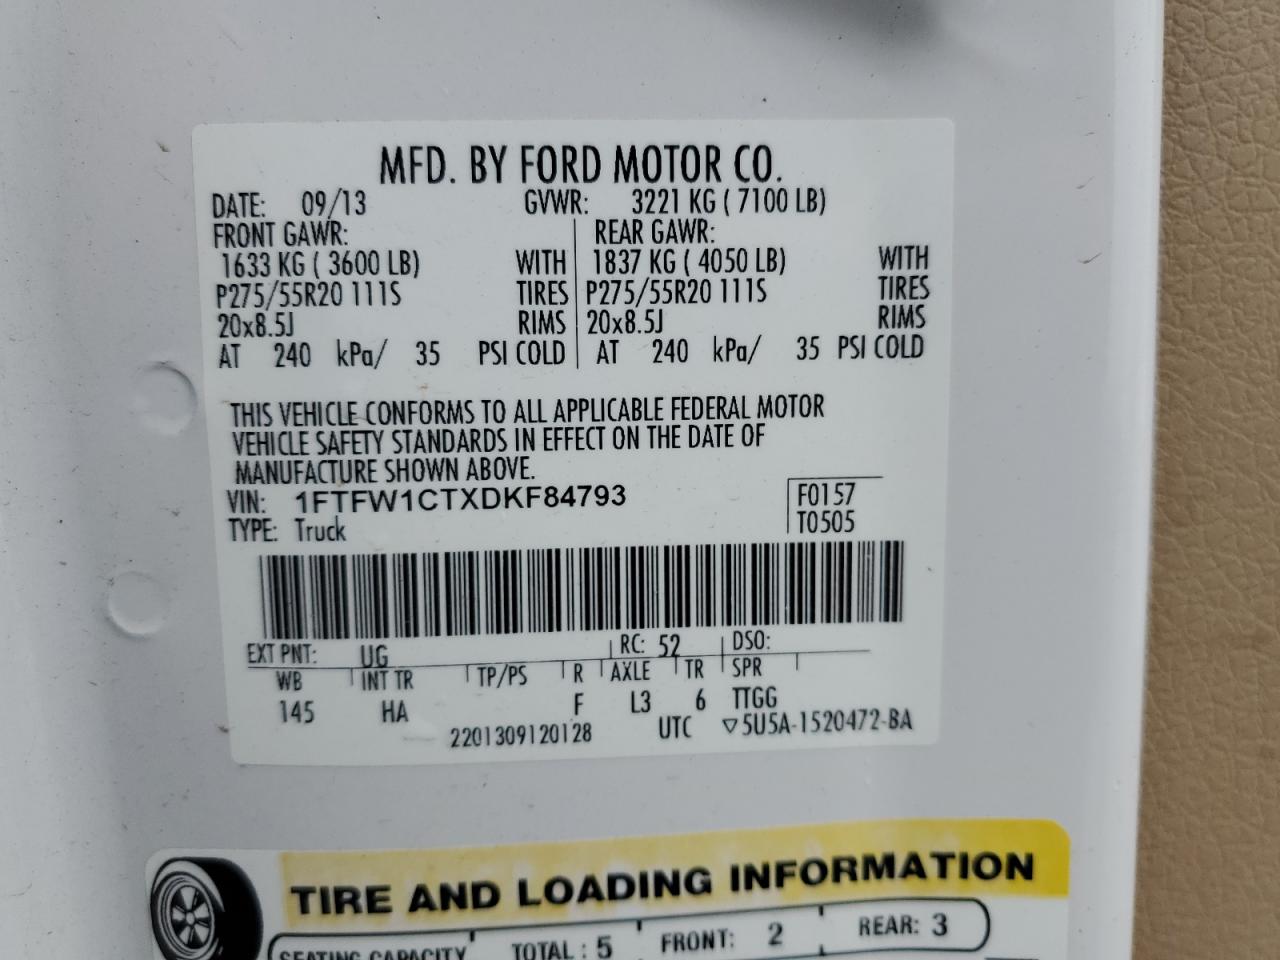 MFD. BY FORD MOTOR CO.
DATE: 09/13 GVWR: 3221 KG ( 7100 LB)
FRONT GAWR: REAR GAWR:
1633 KG ( 3600 LB) WITH 1837 KG ( 4050 LB) WITH
P275/55R20 111S TIRES P275/55R20 111S TIRES
20x8.5J RIMS 20x8.5J RIMS
AT 240 kPa/ 35 PSI COLD AT 240 kPa/ 35 PSI COLD
THIS VEHICLE CONFORMS TO ALL APPLICABLE FEDERAL MOTOR
VEHICLE SAFETY STANDARDS IN EFFECT ON THE DATE OF
MANUFACTURE SHOWN ABOVE.
VIN: 1FTFW1CTXDKF84793 F0157
TYPE: Truck T0505
EXT PNT: UG RC: 52 DSO:
WB INT TR TP/PS R AXLE TR SPR
145 HA F L3 6 TTGG
2201309120128 UTC ▽5U5A-1520472-BA
TIRE AND LOADING INFORMATION
SEATING CAPACITY TOTAL : 5 FRONT: 2 REAR: 3